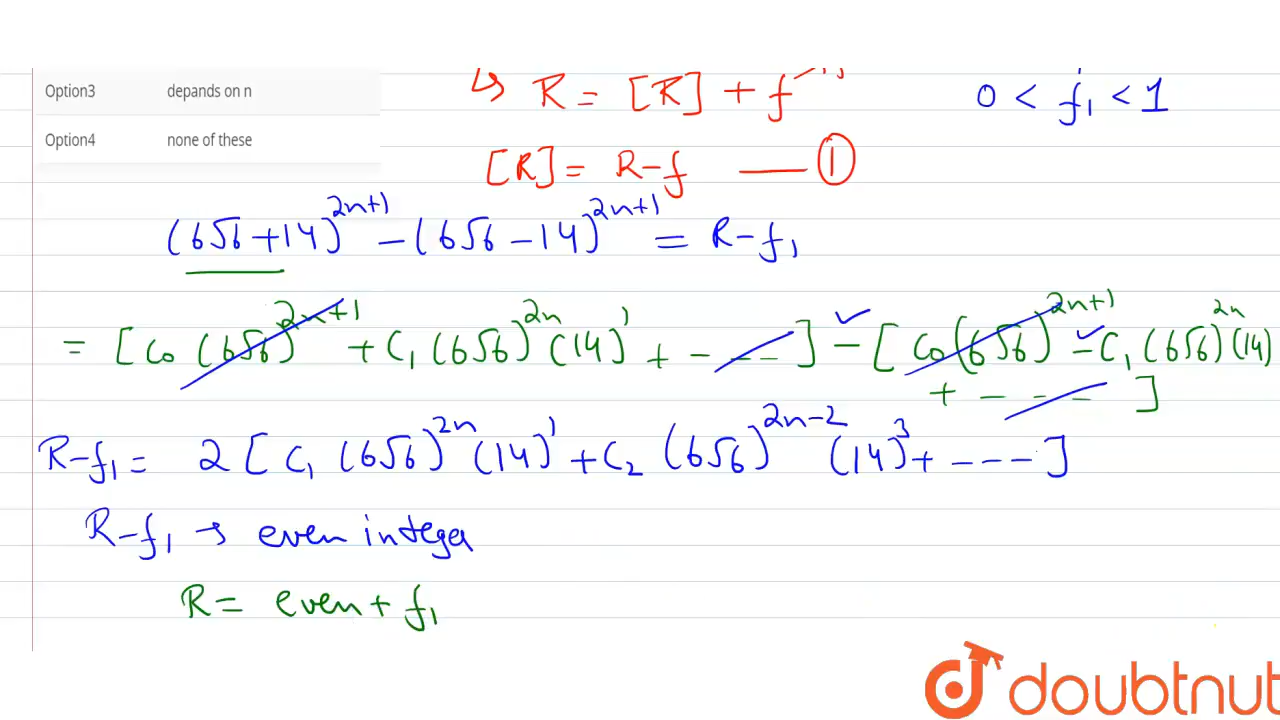 Option3 depands on n
↳ R = [R] + f
0 < f₁ < 1
Option4 none of these
[R] = R-f —— ①
(6√6+14)²ⁿ⁺¹ - (6√6-14)²ⁿ⁺¹ = R-f₁
= [C₀(6√6)²ⁿ⁺¹ + C₁(6√6)²ⁿ(14)¹ + - - - -] - [C₀(6√6)²ⁿ⁺¹ - C₁(6√6)²ⁿ(14)
+ - - - ]
R-f₁ = 2[C₁(6√6)²ⁿ(14)¹ + C₂(6√6)²ⁿ⁻²(14)³ + - - - -]
R-f₁ → even integer
R = even + f₁
doubtnut